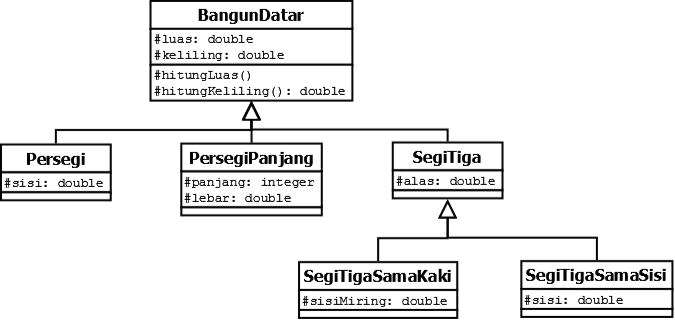 BangunDatar
#luas: double
#keliling: double
#hitungLuas()
#hitungKeliling(): double
Persegi
#sisi: double
PersegiPanjang
#panjang: integer
#lebar: double
SegiTiga
#alas: double
SegiTigaSamaKaki
#sisiMiring: double
SegiTigaSamaSisi
#sisi: double